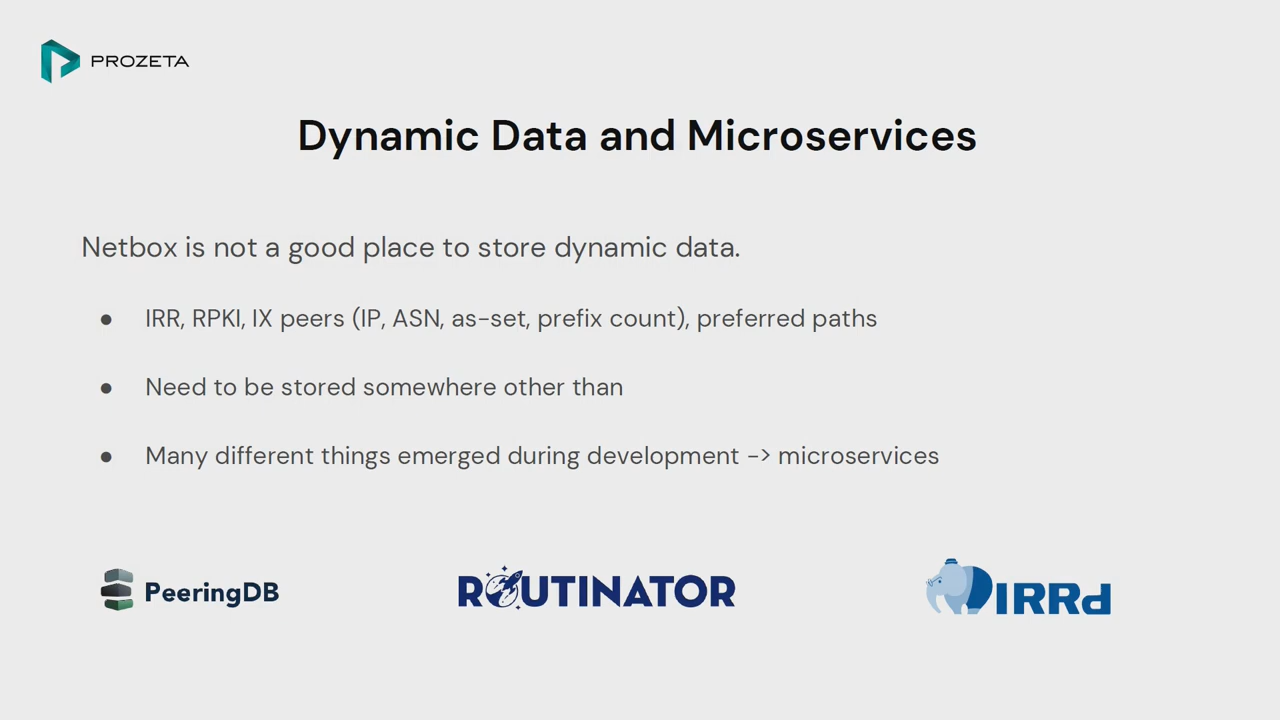 PROZETA
Dynamic Data and Microservices
Netbox is not a good place to store dynamic data.
● IRR, RPKI, IX peers (IP, ASN, as-set, prefix count), preferred paths
● Need to be stored somewhere other than
● Many different things emerged during development -> microservices
PeeringDB ROUTINATOR IRRd